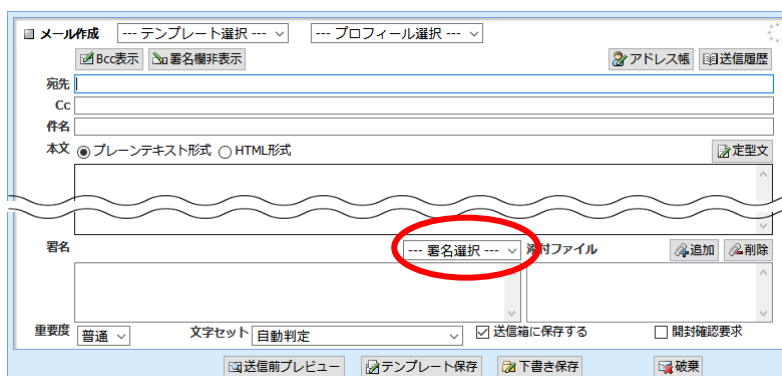 メール作成 --- テンプレート選択 --- --- プロフィール選択 ---
Bcc表示 署名欄非表示 アドレス帳 送信履歴
宛先
Cc
件名
本文 プレーンテキスト形式 HTML形式 定型文
署名 --- 署名選択 --- 添付ファイル 追加 削除
重要度 普通 文字セット 自動判定 送信箱に保存する 開封確認要求
送信前プレビュー テンプレート保存 下書き保存 破棄